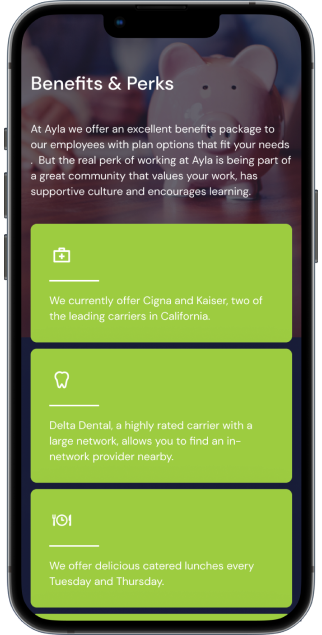 Benefits & Perks
At Ayla we offer an excellent benefits package to
our employees with plan options that fit your needs
. But the real perk of working at Ayla is being part of
a great community that values your work, has
supportive culture and encourages learning.
We currently offer Cigna and Kaiser, two of
the leading carriers in California.
Delta Dental, a highly rated carrier with a
large network, allows you to find an in-
network provider nearby.
We offer delicious catered lunches every
Tuesday and Thursday.